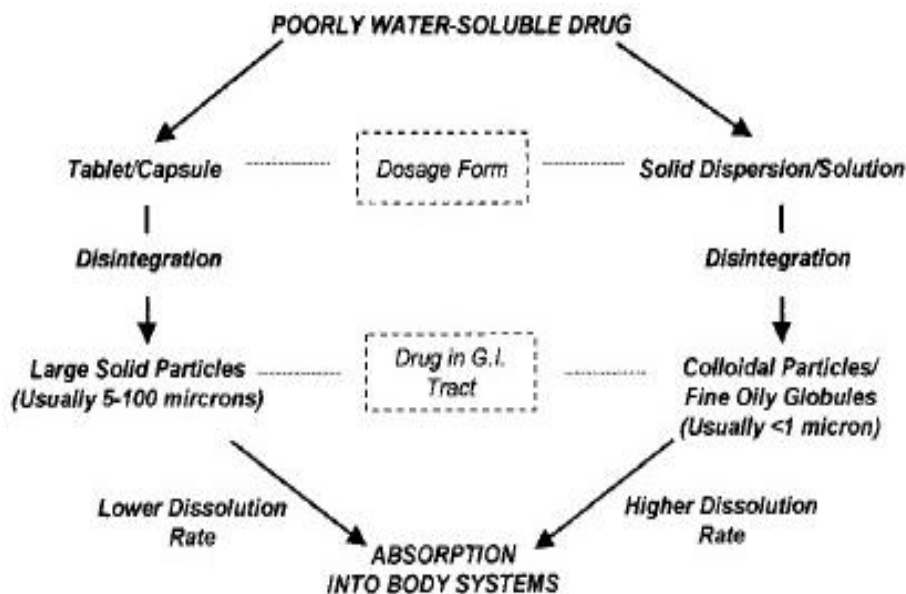 POORLY WATER-SOLUBLE DRUG
Tablet/Capsule
Dosage Form
Solid Dispersion/Solution
Disintegration
Disintegration
Large Solid Particles
(Usually 5-100 mircrons)
Drug in G.I.
Tract
Colloidal Particles/
Fine Oily Globules
(Usually <1 micron)
Lower Dissolution
Rate
Higher Dissolution
Rate
ABSORPTION
INTO BODY SYSTEMS